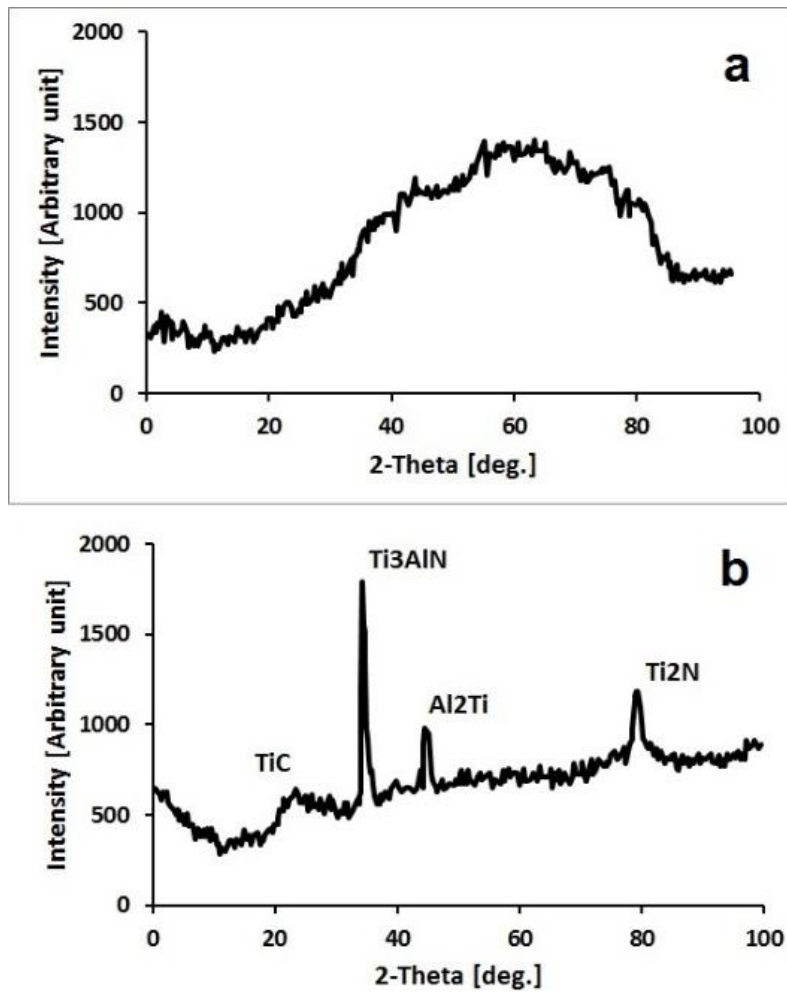 a
2000
1500
1000
500
0
Intensity [Arbitrary unit]
0 20 40 60 80 100
2-Theta [deg.]
b
2000
1500
1000
500
0
Intensity [Arbitrary unit]
Ti3AlN
Ti2N
Al2Ti
TiC
0 20 40 60 80 100
2-Theta [deg.]